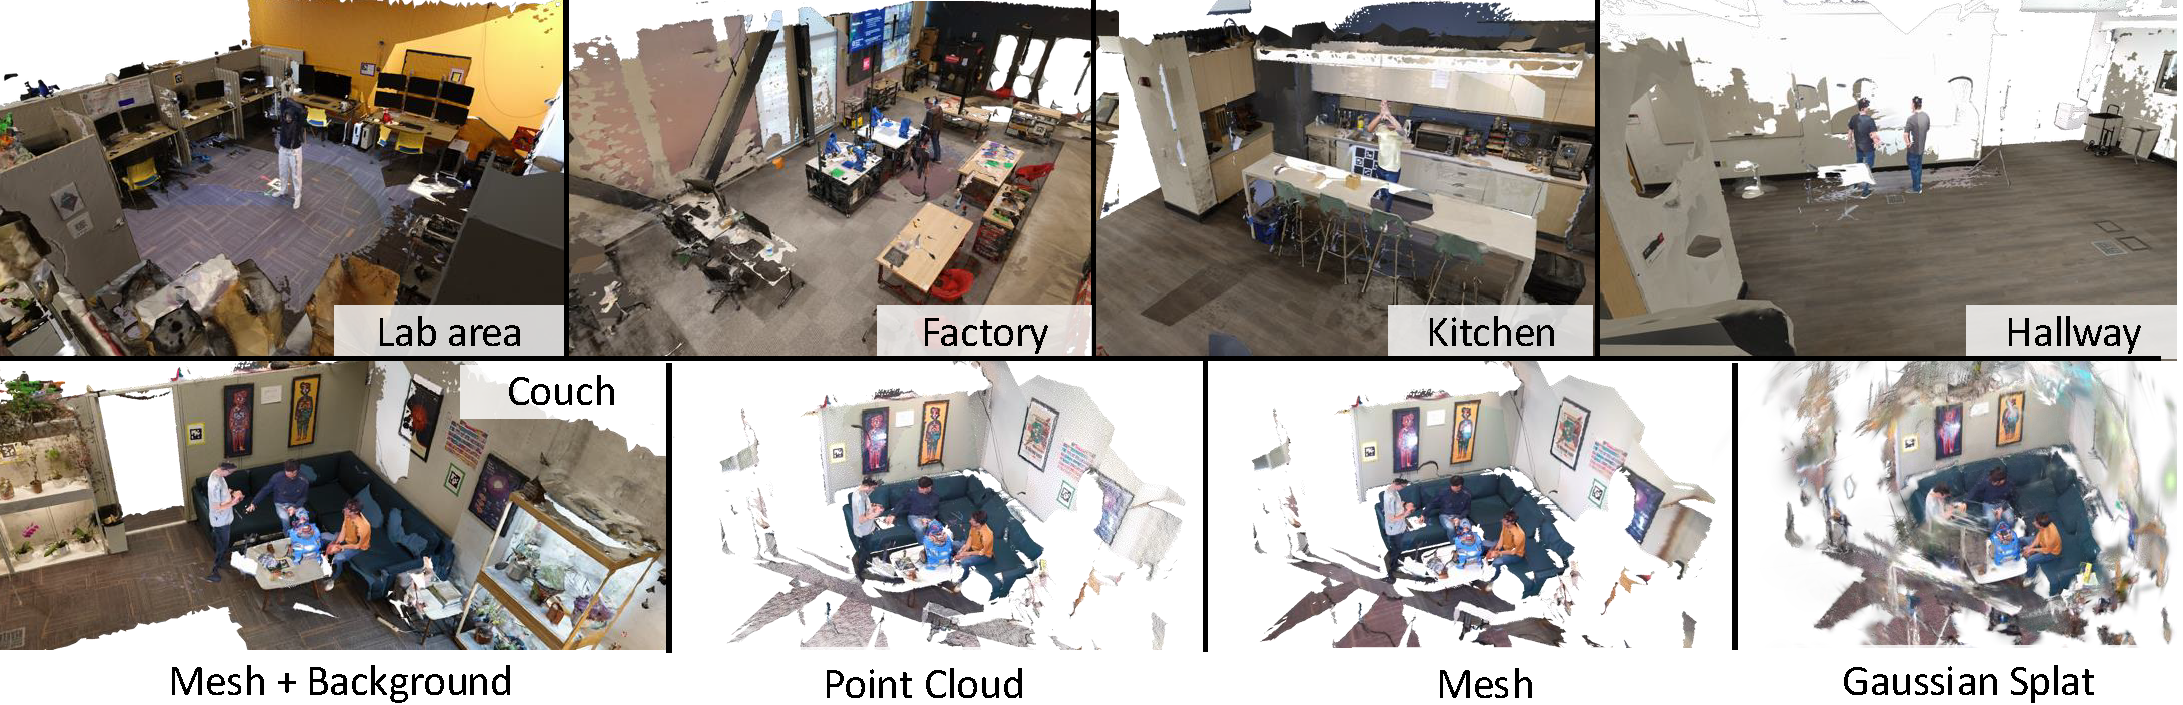 Lab area
Factory
Kitchen
Hallway
Couch
Mesh + Background
Point Cloud
Mesh
Gaussian Splat